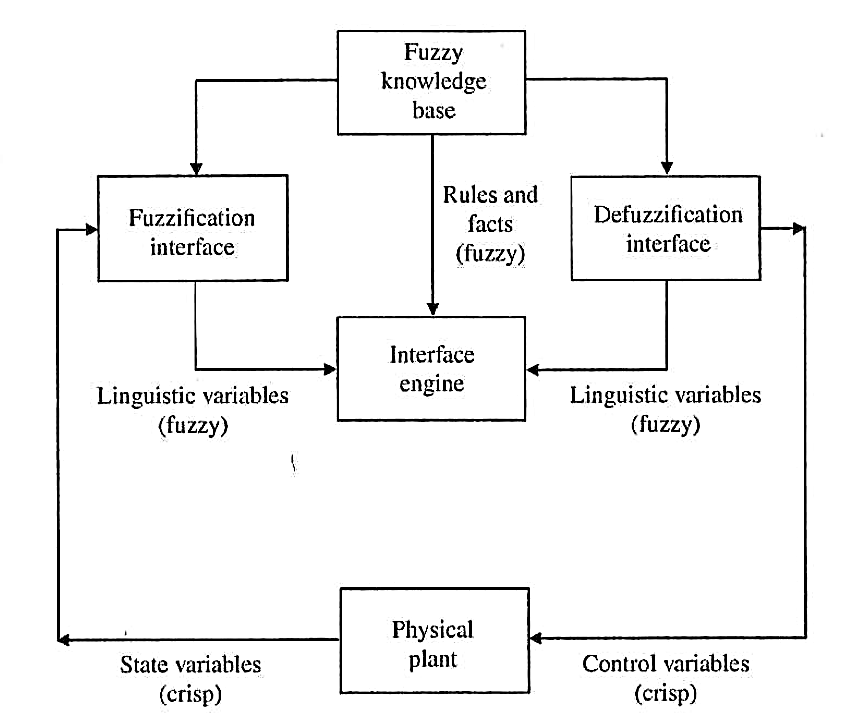 Fuzzy
knowledge
base
Rules and
facts
(fuzzy)
Fuzzification
interface
Defuzzification
interface
Interface
engine
Linguistic variables
(fuzzy)
Linguistic variables
(fuzzy)
Physical
plant
State variables
(crisp)
Control variables
(crisp)